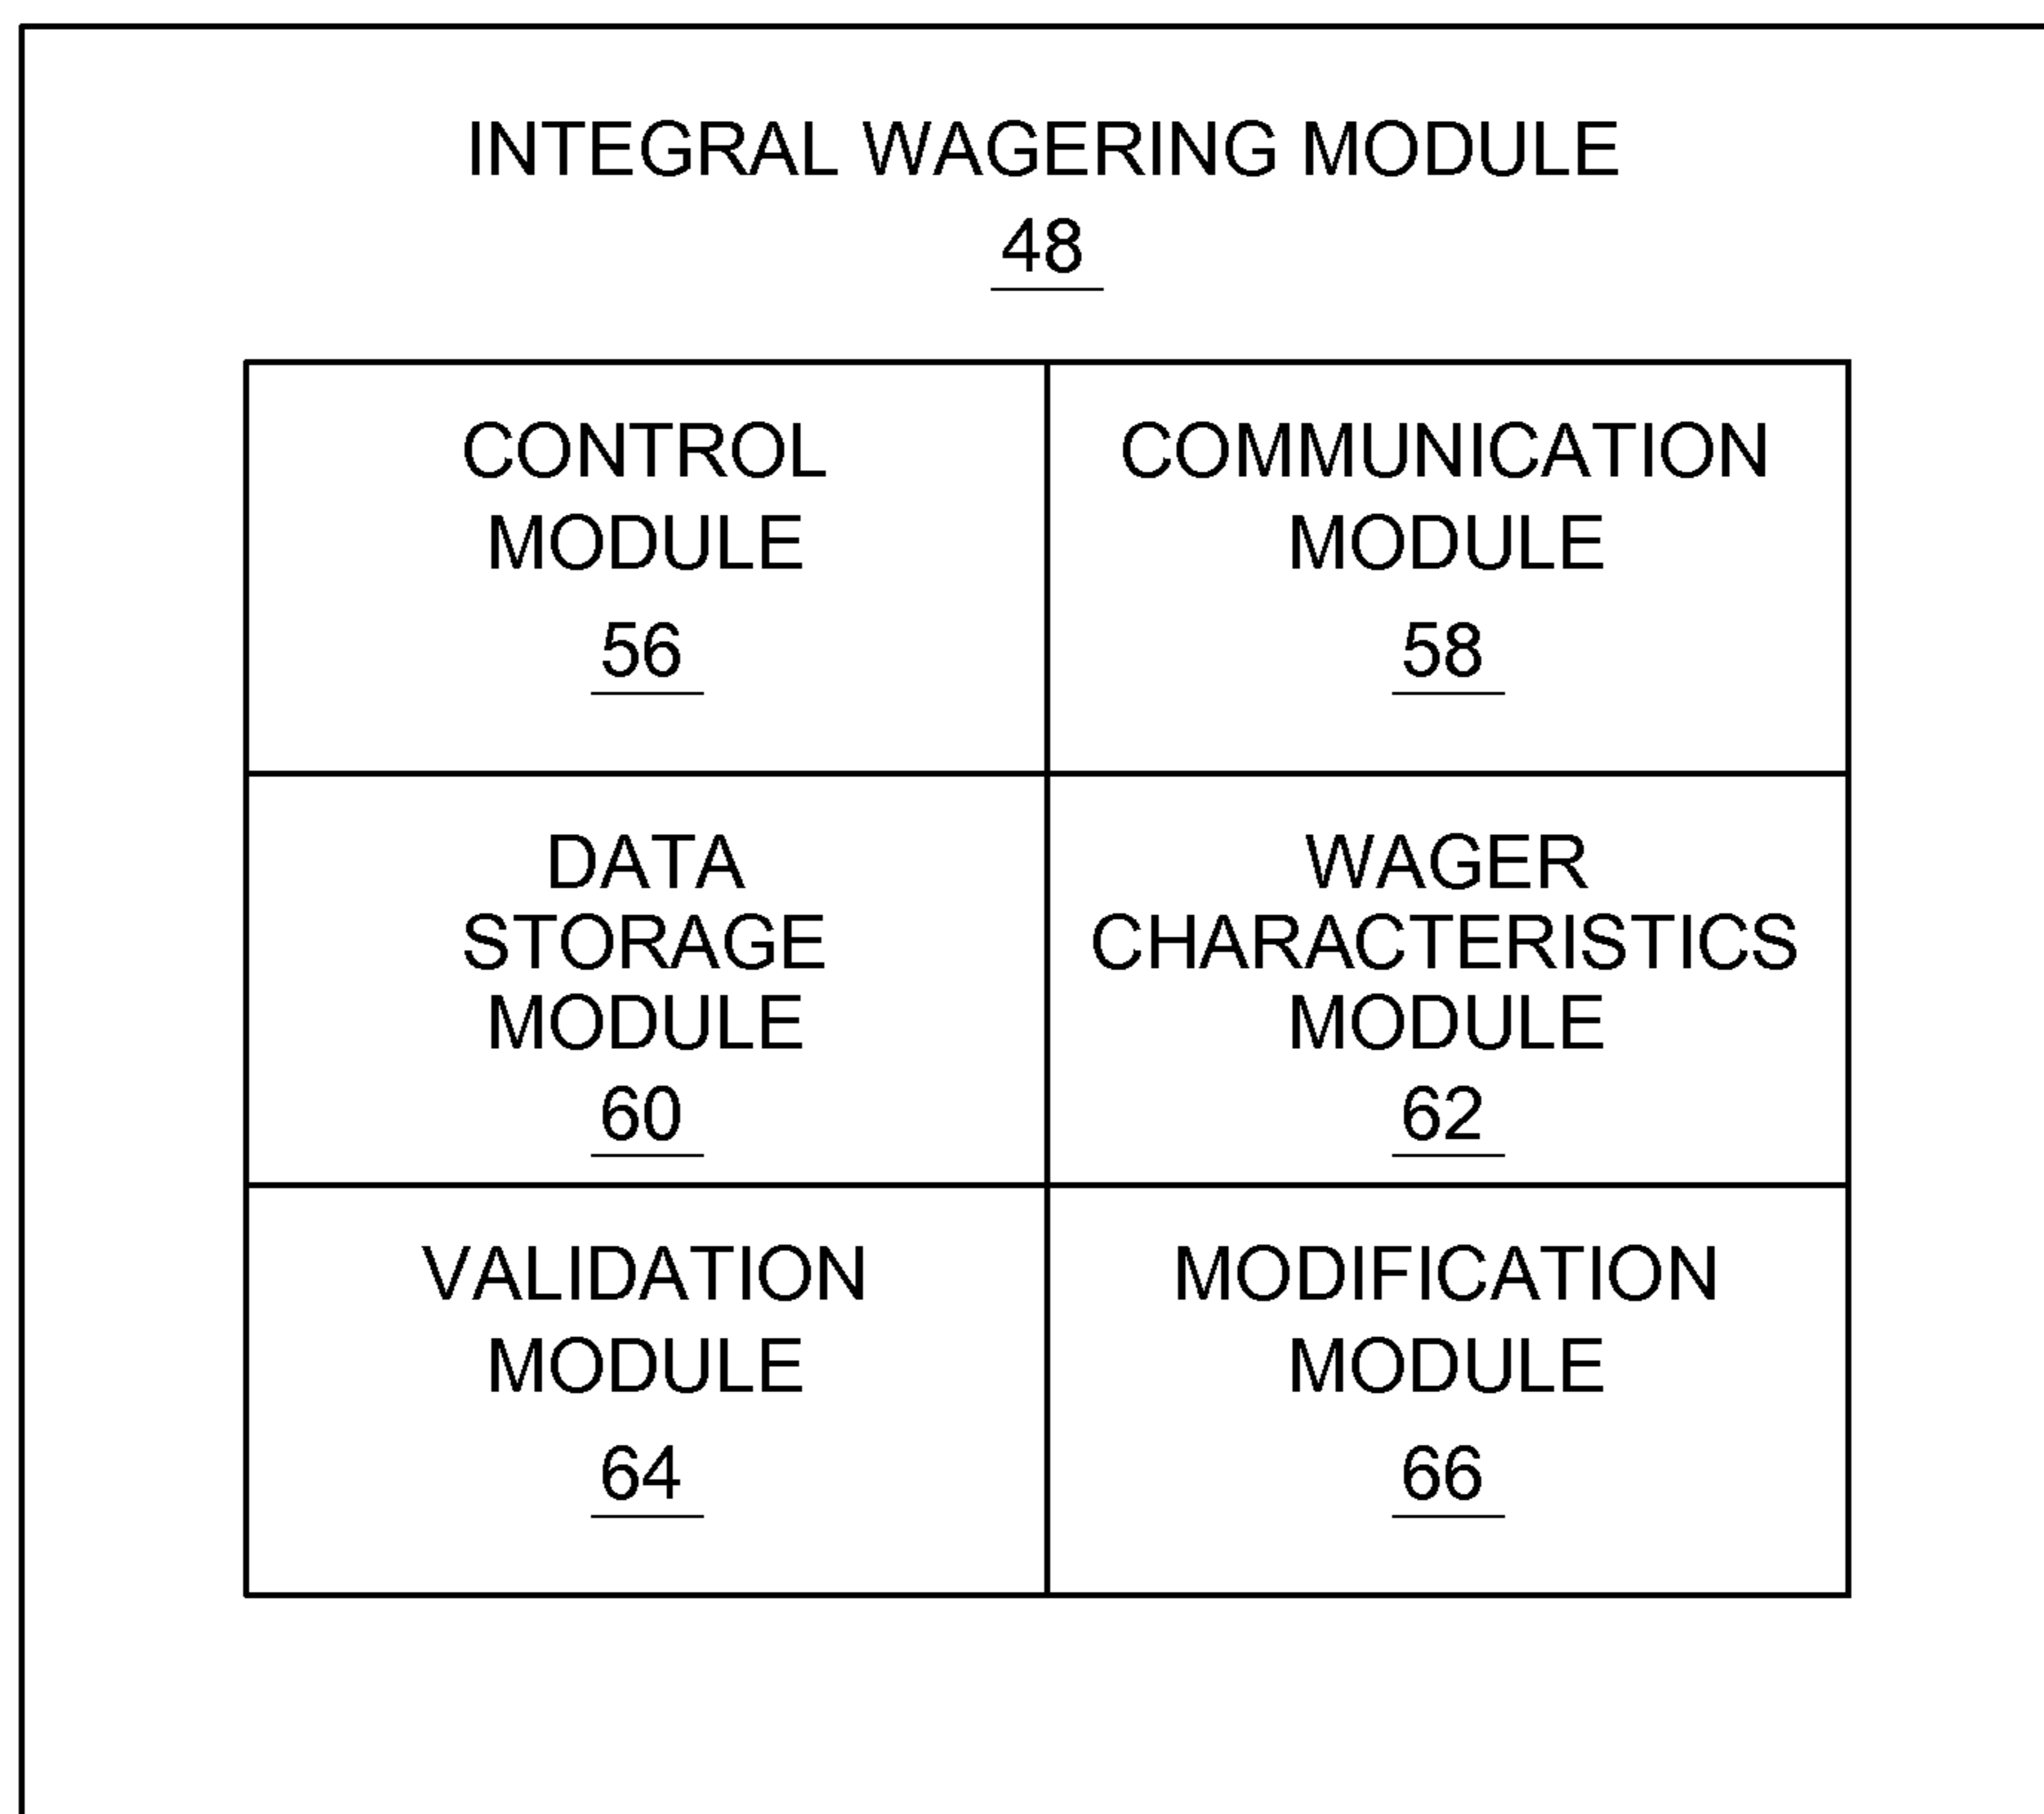 INTEGRAL WAGERING MODULE
48
CONTROL
MODULE
56
COMMUNICATION
MODULE
58
DATA
STORAGE
MODULE
60
WAGER
CHARACTERISTICS
MODULE
62
VALIDATION
MODULE
64
MODIFICATION
MODULE
66